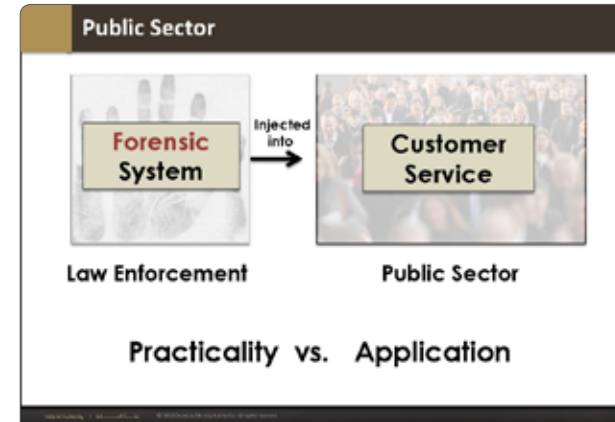 Public Sector
Forensic
System
Injected
into
Customer
Service
Law Enforcement
Public Sector
Practicality vs. Application